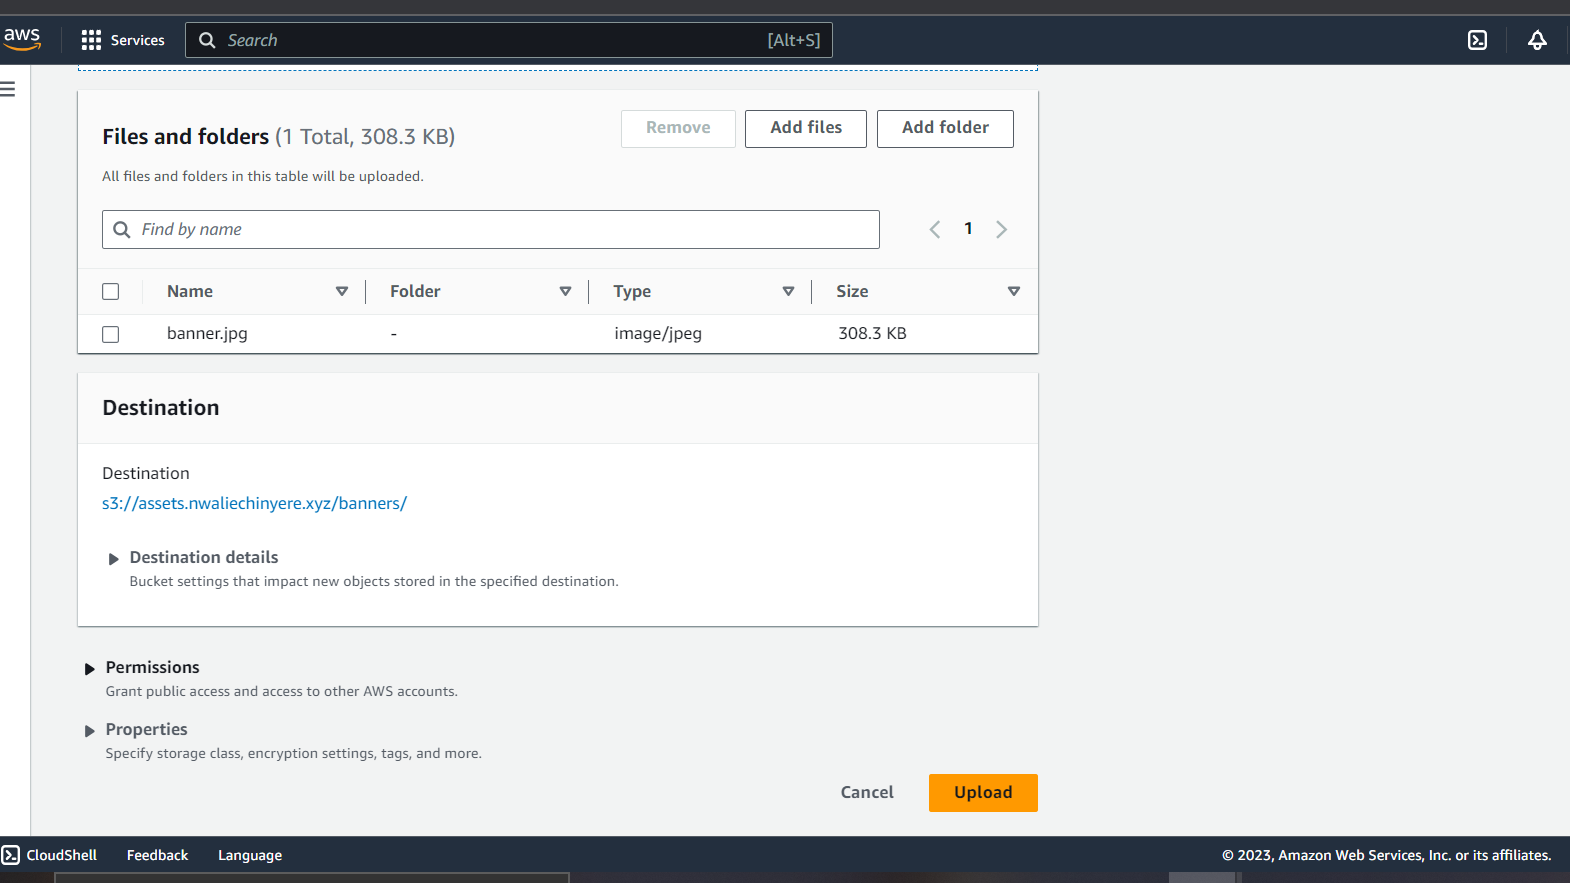 aws Services Search [Alt+S]
Files and folders (1 Total, 308.3 KB) Remove Add files Add folder
All files and folders in this table will be uploaded.
Find by name 1
Name Folder Type Size
banner.jpg - image/jpeg 308.3 KB
Destination
Destination
s3://assets.nwaliechinyere.xyz/banners/
Destination details
Bucket settings that impact new objects stored in the specified destination.
Permissions
Grant public access and access to other AWS accounts.
Properties
Specify storage class, encryption settings, tags, and more.
Cancel Upload
CloudShell Feedback Language © 2023, Amazon Web Services, Inc. or its affiliates.